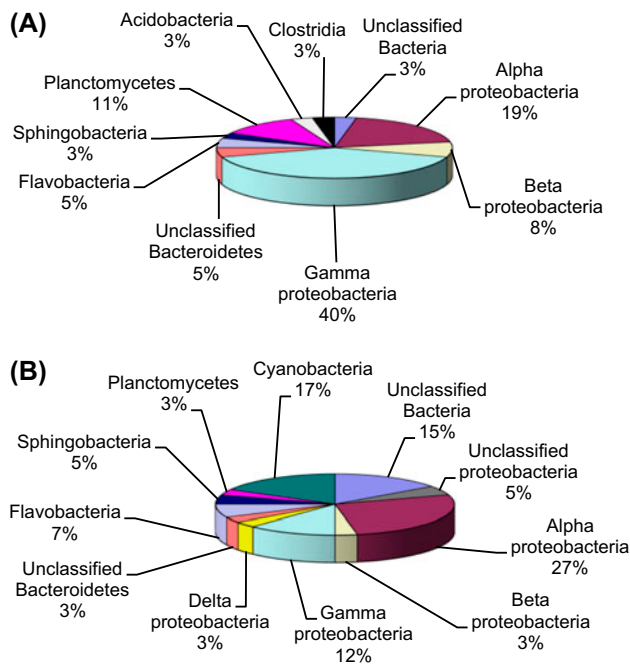 (A)
Acidobacteria
3%
Clostridia
3%
Unclassified
Bacteria
3%
Alpha
proteobacteria
19%
Beta
proteobacteria
8%
Gamma
proteobacteria
40%
Unclassified
Bacteroidetes
5%
Flavobacteria
5%
Sphingobacteria
3%
Planctomycetes
11%
(B)
Cyanobacteria
17%
Unclassified
Bacteria
15%
Unclassified
proteobacteria
5%
Alpha
proteobacteria
27%
Beta
proteobacteria
3%
Gamma
proteobacteria
12%
Delta
proteobacteria
3%
Unclassified
Bacteroidetes
3%
Flavobacteria
7%
Sphingobacteria
5%
Planctomycetes
3%